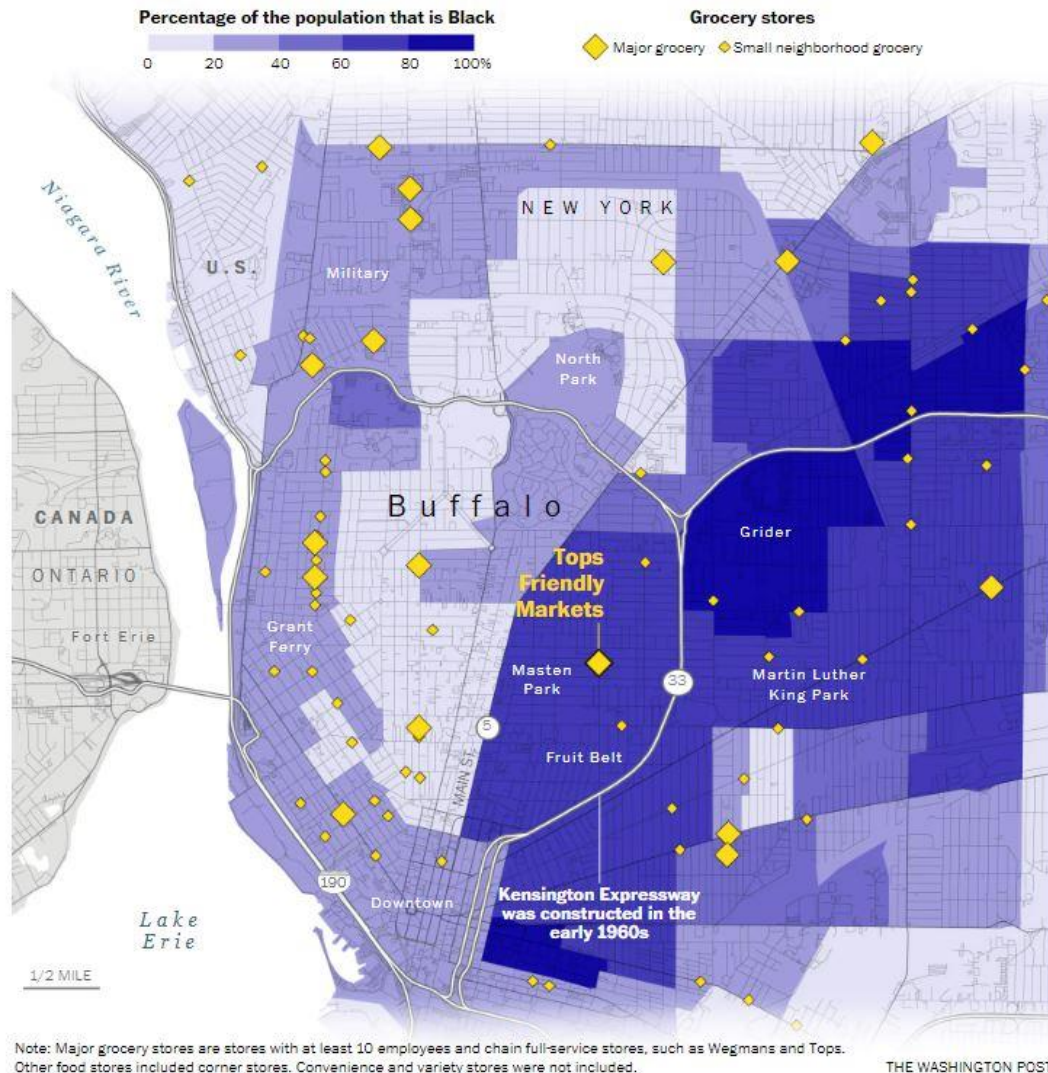 Percentage of the population that is Black
0 20 40 60 80 100%
Grocery stores
Major grocery Small neighborhood grocery
Niagara River
NEW YORK
U.S.
Military
North
Park
Buffalo
CANADA
ONTARIO
Fort Erie
Grider
Tops
Friendly
Markets
Grant
Ferry
Masten
Park
33
Martin Luther
King Park
5
MAIN ST.
Fruit Belt
190
Downtown
Kensington Expressway
was constructed in the
early 1960s
Lake
Erie
1/2 MILE
Note: Major grocery stores are stores with at least 10 employees and chain full-service stores, such as Wegmans and Tops.
Other food stores included corner stores. Convenience and variety stores were not included.
THE WASHINGTON POST